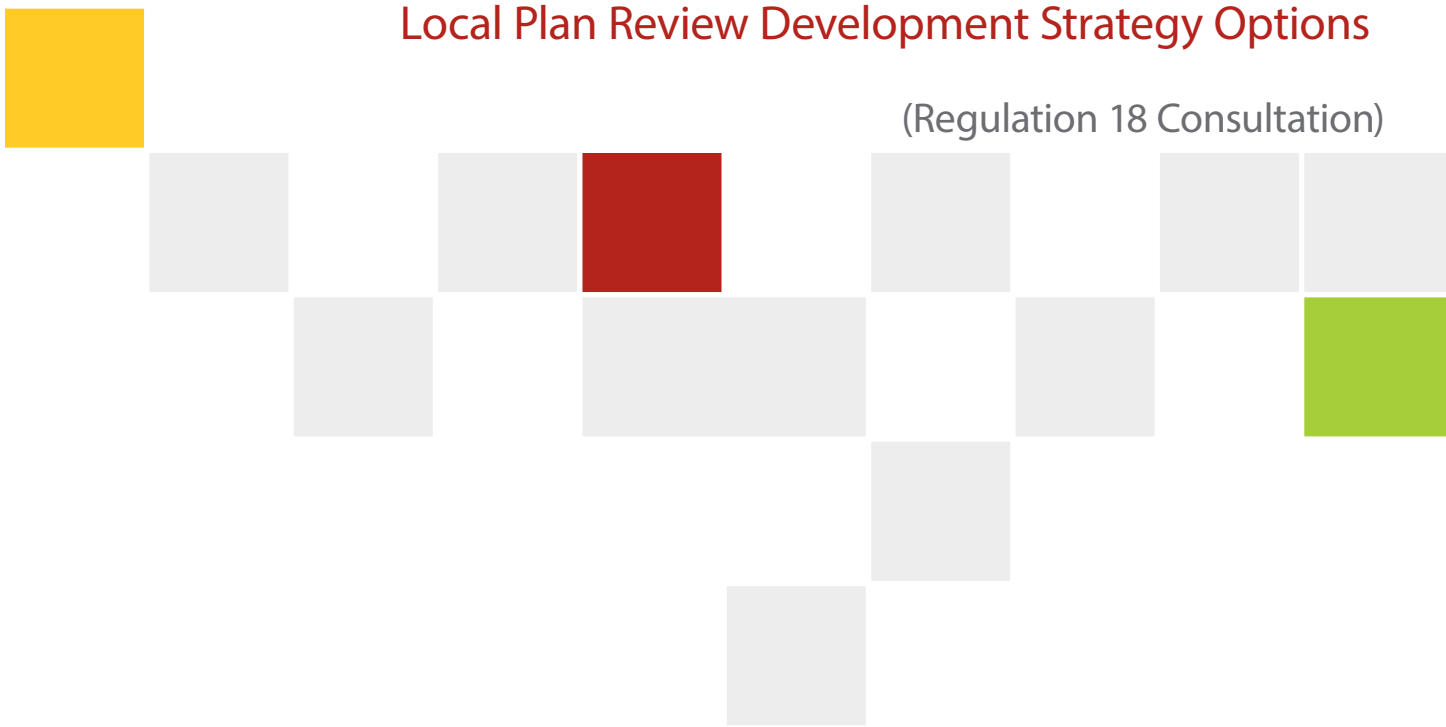 Local Plan Review Development Strategy Options
(Regulation 18 Consultation)